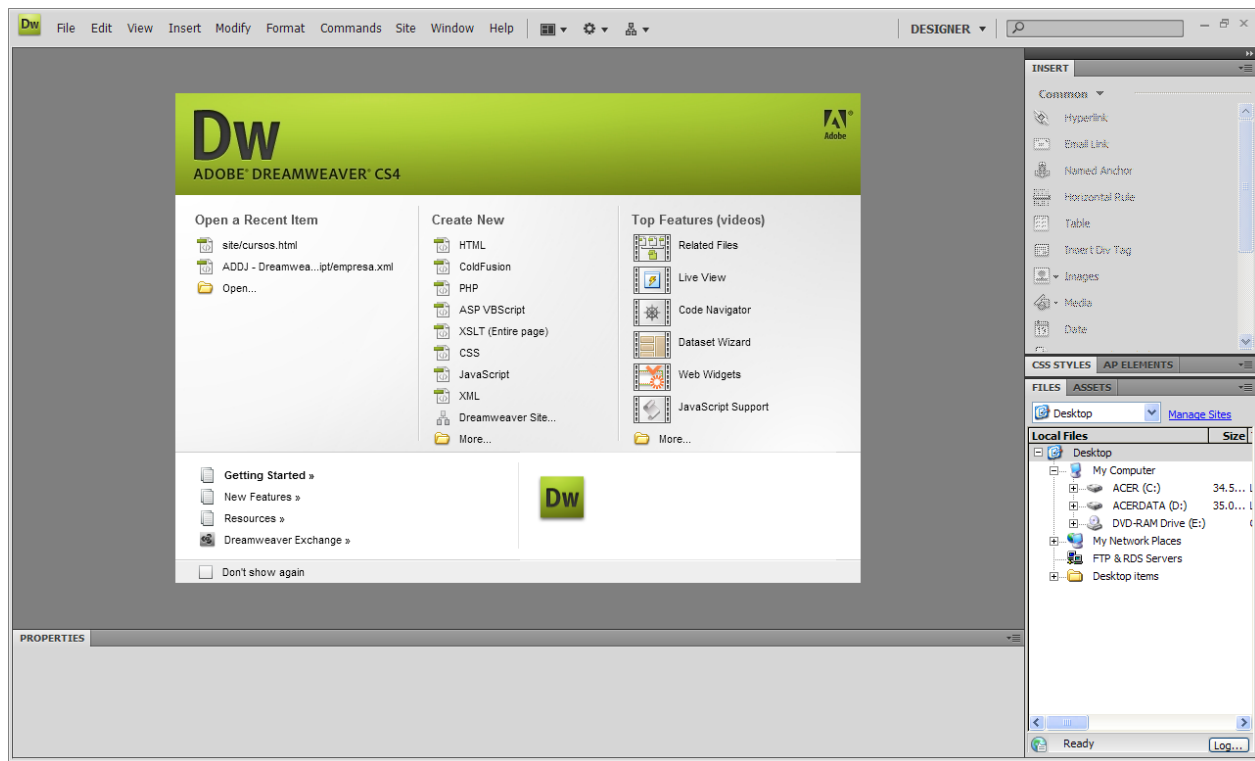 Dw File Edit View Insert Modify Format Commands Site Window Help DESIGNER
INSERT
Common
Hyperlink
Email Link
Named Anchor
Horizontal Rule
Table
Insert Div Tag
Images
Media
Date
Dw
ADOBE® DREAMWEAVER® CS4
Adobe®
Open a Recent Item
site/cursos.html
ADDJ - Dreamwea...ipt/empresa.xml
Open...
Create New
HTML
ColdFusion
PHP
ASP VBScript
XSLT (Entire page)
CSS
JavaScript
XML
Dreamweaver Site...
More...
Top Features (videos)
Related Files
Live View
Code Navigator
Dataset Wizard
Web Widgets
JavaScript Support
More...
Getting Started »
New Features »
Resources »
Dreamweaver Exchange »
Dw
Don't show again
CSS STYLES AP ELEMENTS
FILES ASSETS
Desktop Manage Sites
Local Files Size
Desktop
My Computer
ACER (C:) 34.5...
ACERDATA (D:) 35.0...
DVD-RAM Drive (E:)
My Network Places
FTP & RDS Servers
Desktop items
Ready Log...
PROPERTIES